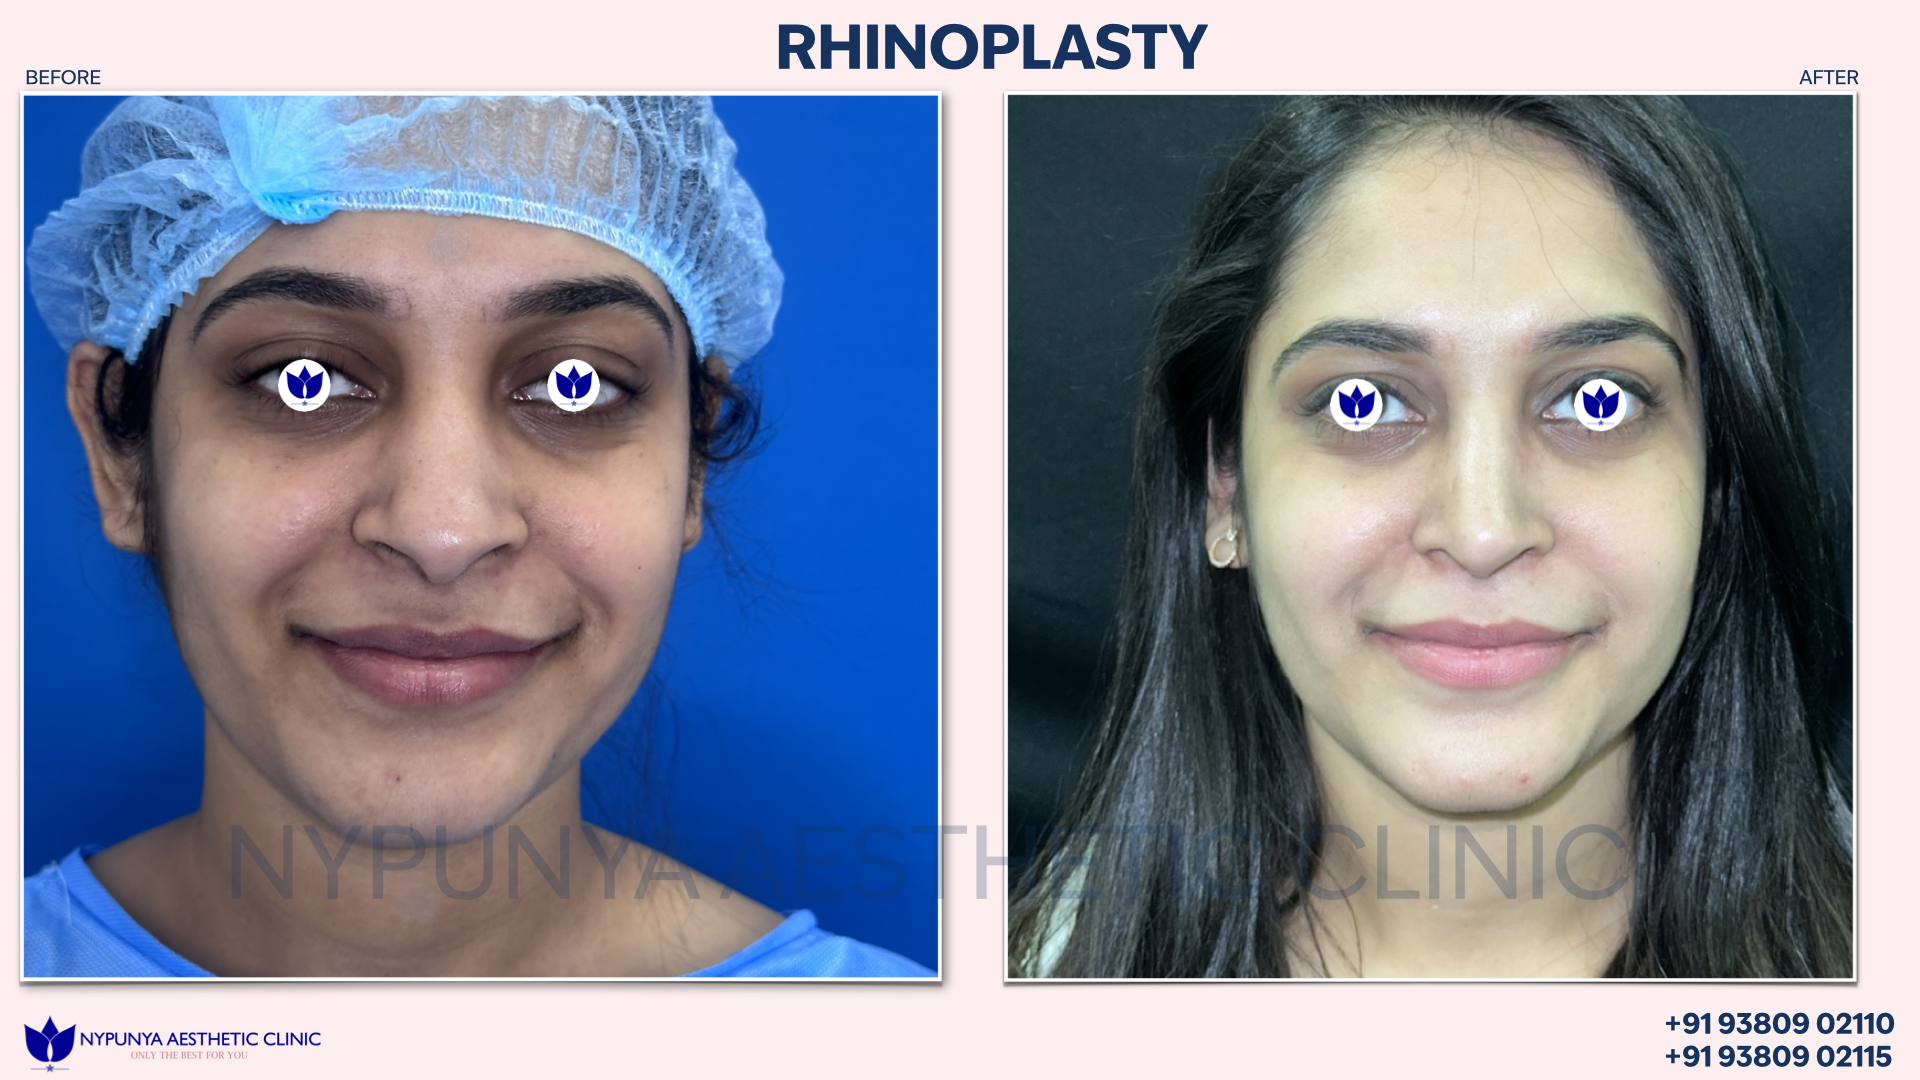 RHINOPLASTY
BEFORE
AFTER
NYPUNYA AESTHETIC CLINIC
NYPUNYA AESTHETIC CLINIC
ONLY THE BEST FOR YOU
+91 93809 02110
+91 93809 02115